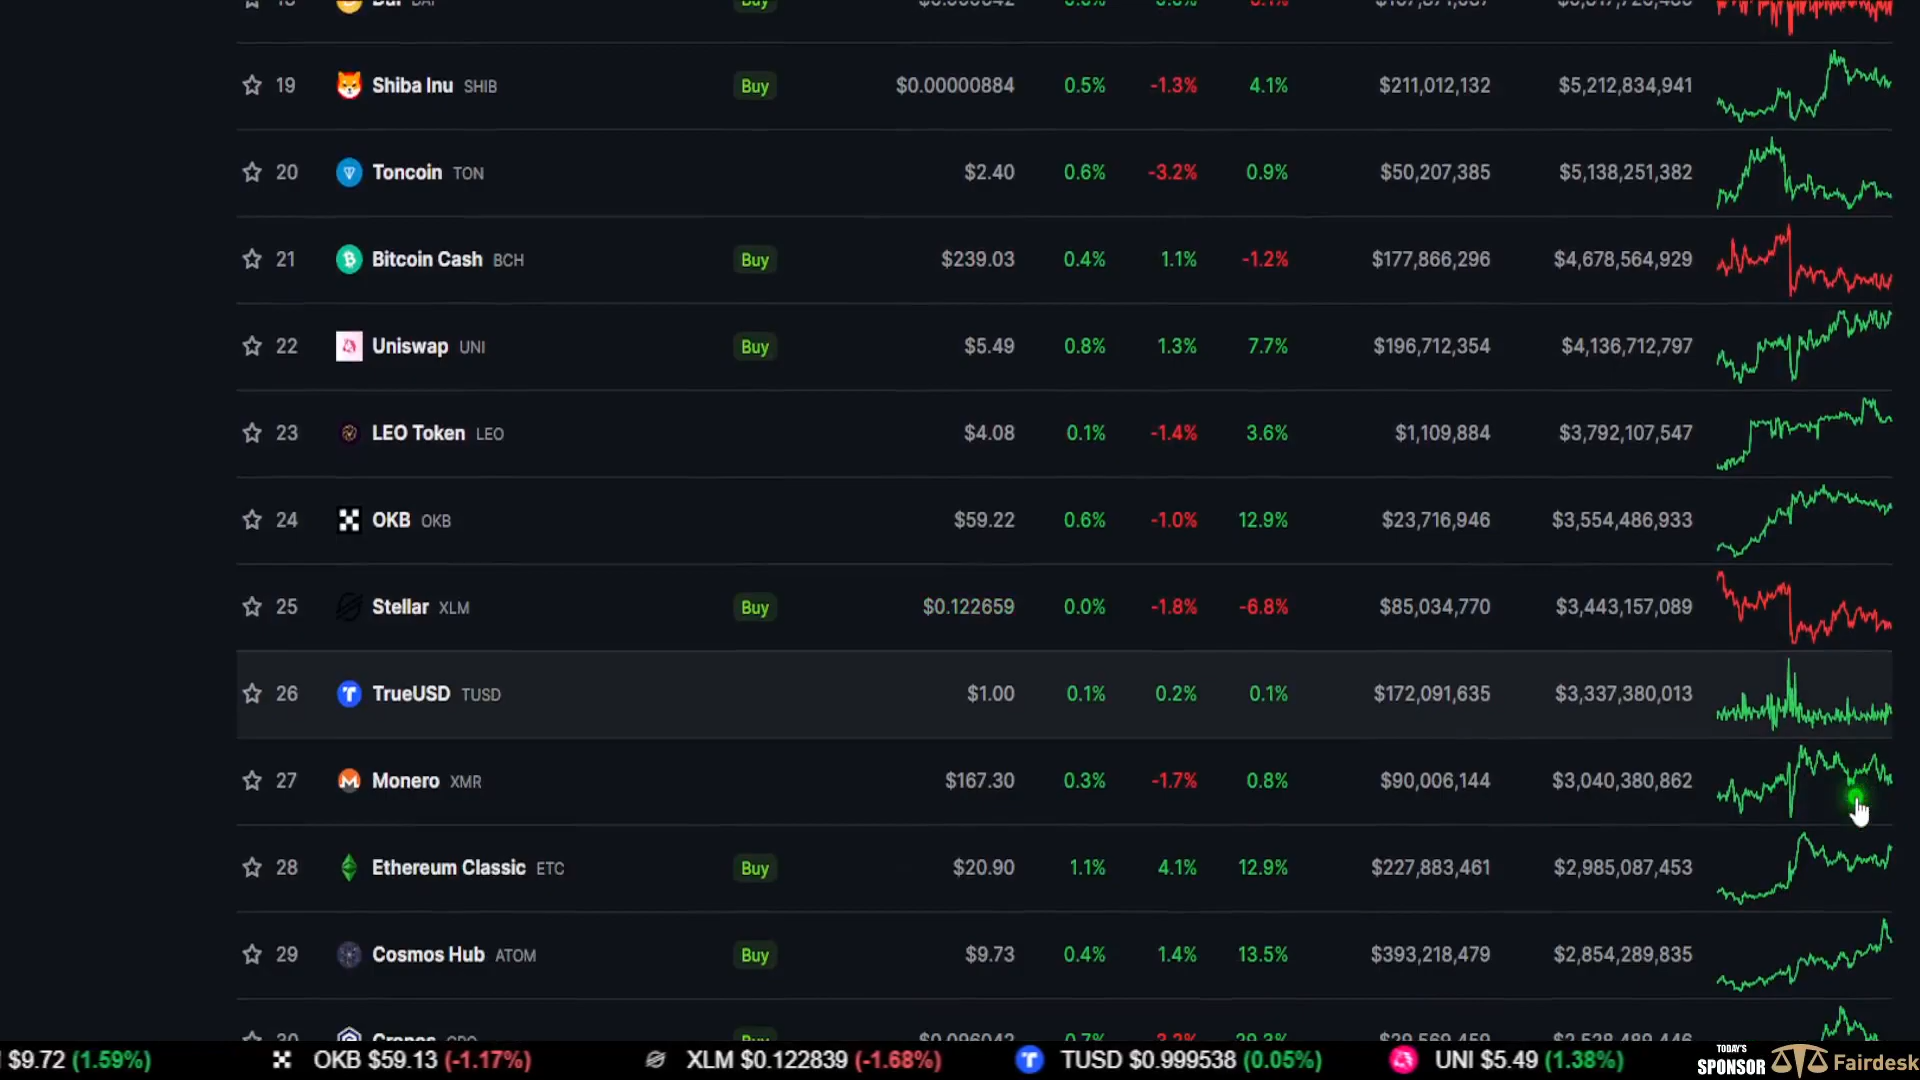 19 Shiba Inu SHIB Buy $0.00000884 0.5% -1.3% 4.1% $211,012,132 $5,212,834,941
20 Toncoin TON $2.40 0.6% -3.2% 0.9% $50,207,385 $5,138,251,382
21 Bitcoin Cash BCH Buy $239.03 0.4% 1.1% -1.2% $177,866,296 $4,678,564,929
22 Uniswap UNI Buy $5.49 0.8% 1.3% 7.7% $196,712,354 $4,136,712,797
23 LEO Token LEO $4.08 0.1% -1.4% 3.6% $1,109,884 $3,792,107,547
24 OKB OKB $59.22 0.6% -1.0% 12.9% $23,716,946 $3,554,486,933
25 Stellar XLM Buy $0.122659 0.0% -1.8% -6.8% $85,034,770 $3,443,157,089
26 TrueUSD TUSD $1.00 0.1% 0.2% 0.1% $172,091,635 $3,337,380,013
27 Monero XMR $167.30 0.3% -1.7% 0.8% $90,006,144 $3,040,380,862
28 Ethereum Classic ETC Buy $20.90 1.1% 4.1% 12.9% $227,883,461 $2,985,087,453
29 Cosmos Hub ATOM Buy $9.73 0.4% 1.4% 13.5% $393,218,479 $2,854,289,835
$9.72 (1.59%) OKB $59.13 (-1.17%) XLM $0.122839 (-1.68%) TUSD $0.999538 (0.05%) UNI $5.49 (1.38%)
TODAY'S
SPONSOR Fairdesk